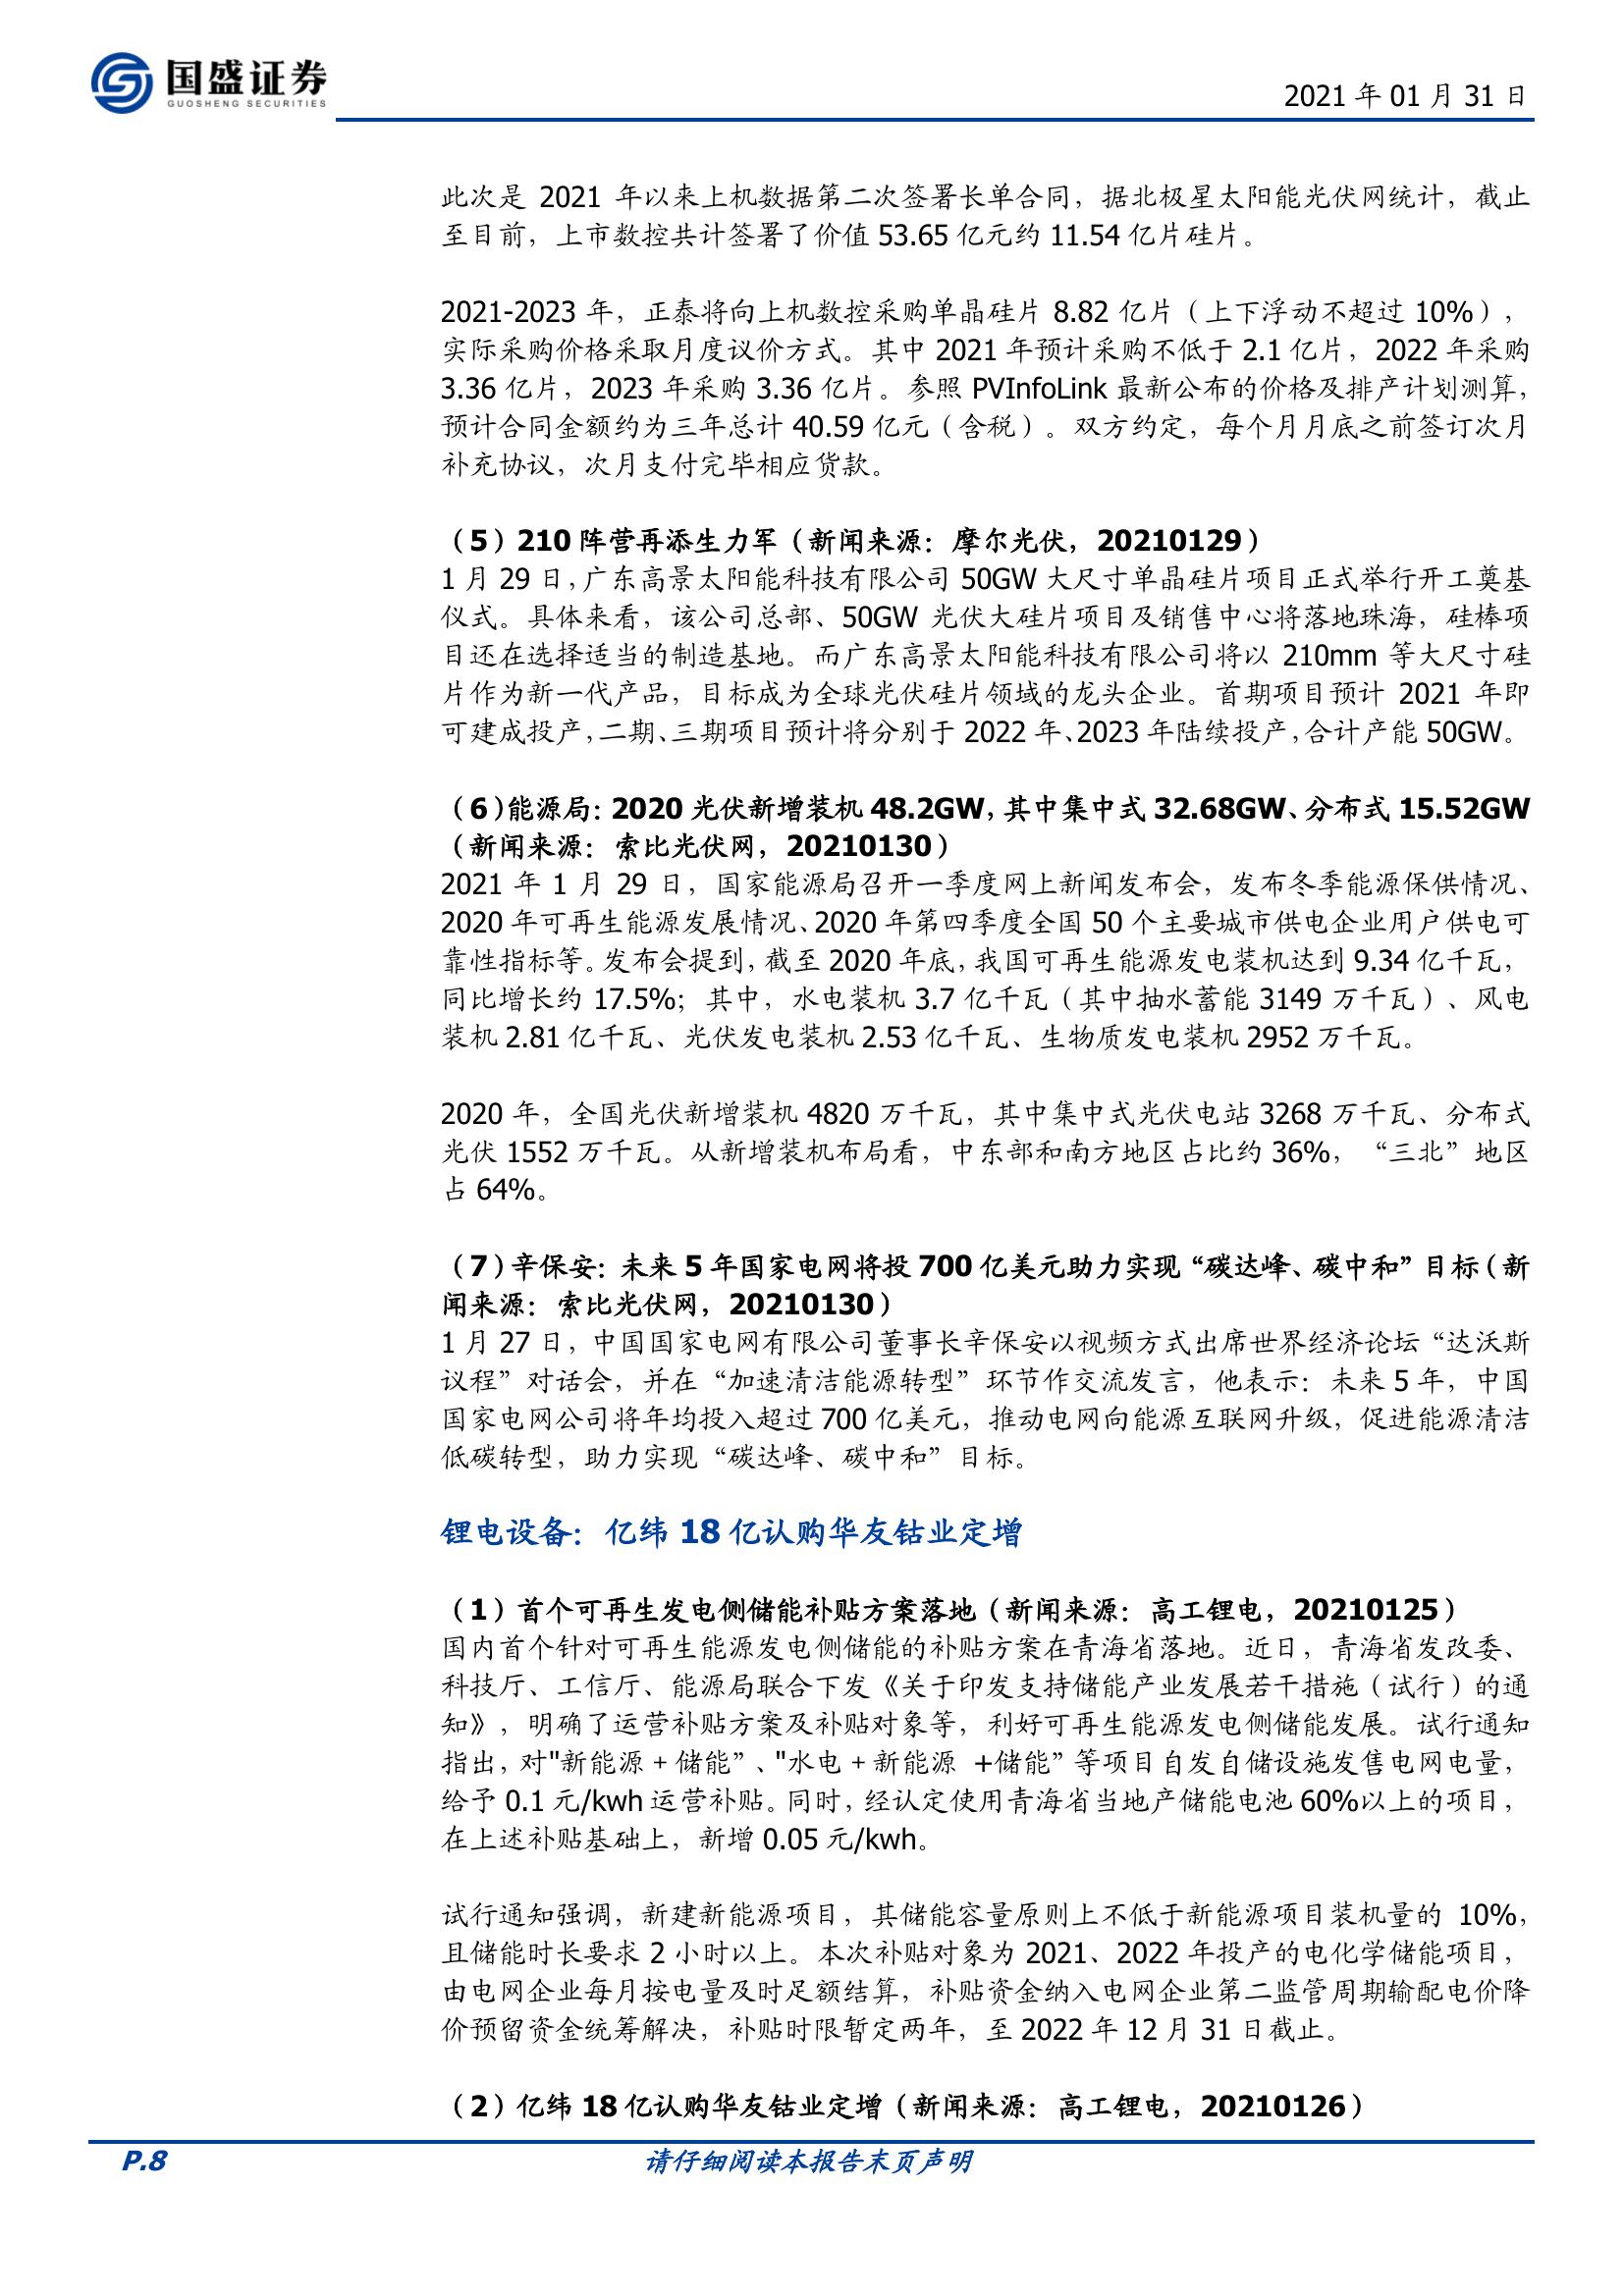 国盛证券
GUOSHENG SECURITIES
2021 年 01 月 31 日
此次是 2021 年以来上机数据第二次签署长单合同，据北极星太阳能光伏网统计，截止
至目前，上市数控共计签署了价值 53.65 亿元约 11.54 亿片硅片。
2021-2023 年，正泰将向上机数控采购单晶硅片 8.82 亿片（上下浮动不超过 10%），
实际采购价格采取月度议价方式。其中 2021 年预计采购不低于 2.1 亿片，2022 年采购
3.36 亿片，2023 年采购 3.36 亿片。参照 PVInfoLink 最新公布的价格及排产计划测算，
预计合同金额约为三年总计 40.59 亿元（含税）。双方约定，每个月月底之前签订次月
补充协议，次月支付完毕相应货款。
（5）210 阵营再添生力军（新闻来源：摩尔光伏，20210129）
1 月 29 日，广东高景太阳能科技有限公司 50GW 大尺寸单晶硅片项目正式举行开工奠基
仪式。具体来看，该公司总部、50GW 光伏大硅片项目及销售中心将落地珠海，硅棒项
目还在选择适当的制造基地。而广东高景太阳能科技有限公司将以 210mm 等大尺寸硅
片作为新一代产品，目标成为全球光伏硅片领域的龙头企业。首期项目预计 2021 年即
可建成投产，二期、三期项目预计将分别于 2022 年、2023 年陆续投产，合计产能 50GW。
（6）能源局：2020 光伏新增装机 48.2GW，其中集中式 32.68GW、分布式 15.52GW
（新闻来源：索比光伏网，20210130）
2021 年 1 月 29 日，国家能源局召开一季度网上新闻发布会，发布冬季能源保供情况、
2020 年可再生能源发展情况、2020 年第四季度全国 50 个主要城市供电企业用户供电可
靠性指标等。发布会提到，截至 2020 年底，我国可再生能源发电装机达到 9.34 亿千瓦，
同比增长约 17.5%；其中，水电装机 3.7 亿千瓦（其中抽水蓄能 3149 万千瓦）、风电
装机 2.81 亿千瓦、光伏发电装机 2.53 亿千瓦、生物质发电装机 2952 万千瓦。
2020 年，全国光伏新增装机 4820 万千瓦，其中集中式光伏电站 3268 万千瓦、分布式
光伏 1552 万千瓦。从新增装机布局看，中东部和南方地区占比约 36%，“三北”地区
占 64%。
（7）辛保安：未来 5 年国家电网将投 700 亿美元助力实现“碳达峰、碳中和”目标（新
闻来源：索比光伏网，20210130）
1 月 27 日，中国国家电网有限公司董事长辛保安以视频方式出席世界经济论坛“达沃斯
议程”对话会，并在“加速清洁能源转型”环节作交流发言，他表示：未来 5 年，中国
国家电网公司将年均投入超过 700 亿美元，推动电网向能源互联网升级，促进能源清洁
低碳转型，助力实现“碳达峰、碳中和”目标。
锂电设备：亿纬 18 亿认购华友钴业定增
（1）首个可再生发电侧储能补贴方案落地（新闻来源：高工锂电，20210125）
国内首个针对可再生能源发电侧储能的补贴方案在青海省落地。近日，青海省发改委、
科技厅、工信厅、能源局联合下发《关于印发支持储能产业发展若干措施（试行）的通
知》，明确了运营补贴方案及补贴对象等，利好可再生能源发电侧储能发展。试行通知
指出，对"新能源＋储能”、"水电＋新能源 +储能”等项目自发自储设施发售电网电量，
给予 0.1 元/kwh 运营补贴。同时，经认定使用青海省当地产储能电池 60%以上的项目，
在上述补贴基础上，新增 0.05 元/kwh。
试行通知强调，新建新能源项目，其储能容量原则上不低于新能源项目装机量的 10%，
且储能时长要求 2 小时以上。本次补贴对象为 2021、2022 年投产的电化学储能项目，
由电网企业每月按电量及时足额结算，补贴资金纳入电网企业第二监管周期输配电价降
价预留资金统筹解决，补贴时限暂定两年，至 2022 年 12 月 31 日截止。
（2）亿纬 18 亿认购华友钴业定增（新闻来源：高工锂电，20210126）
P.8
请仔细阅读本报告末页声明